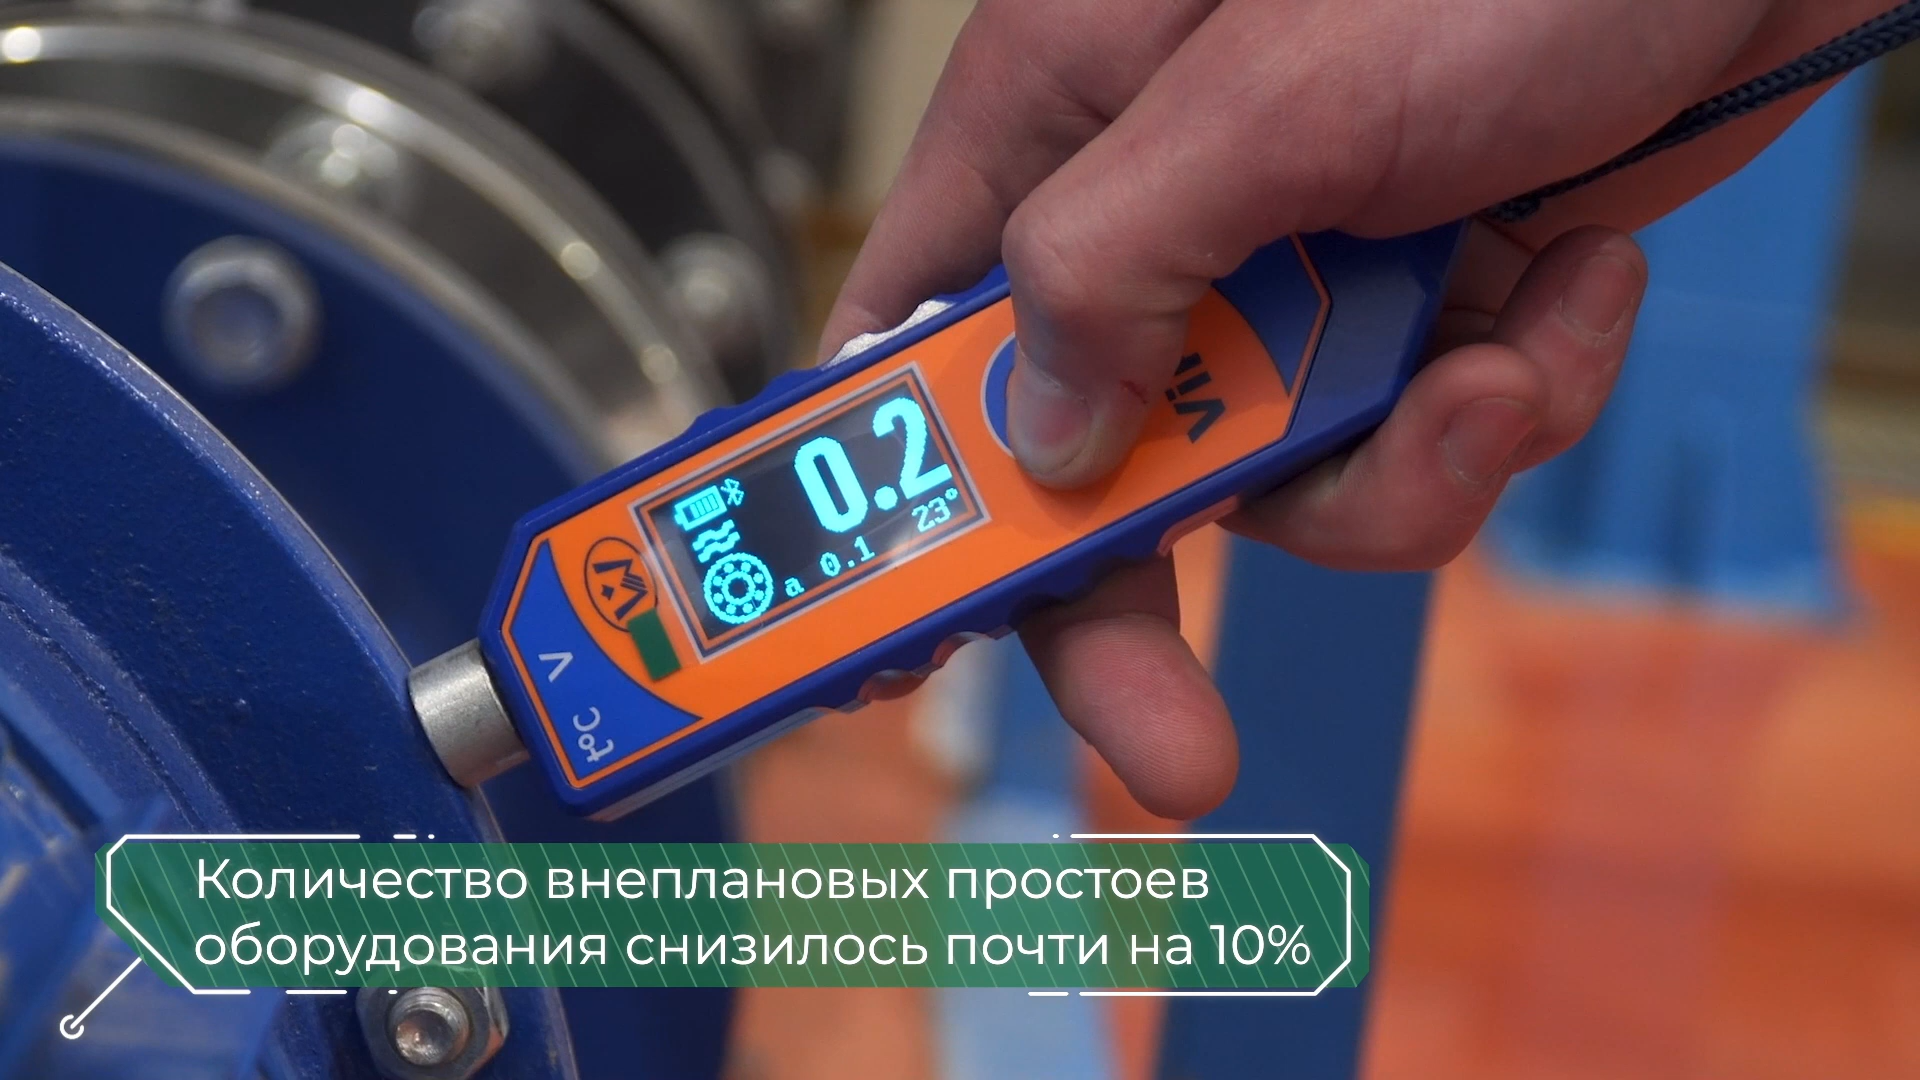 0.2
23°
a 0.1
V
t°C
Количество внеплановых простоев
оборудования снизилось почти на 10%